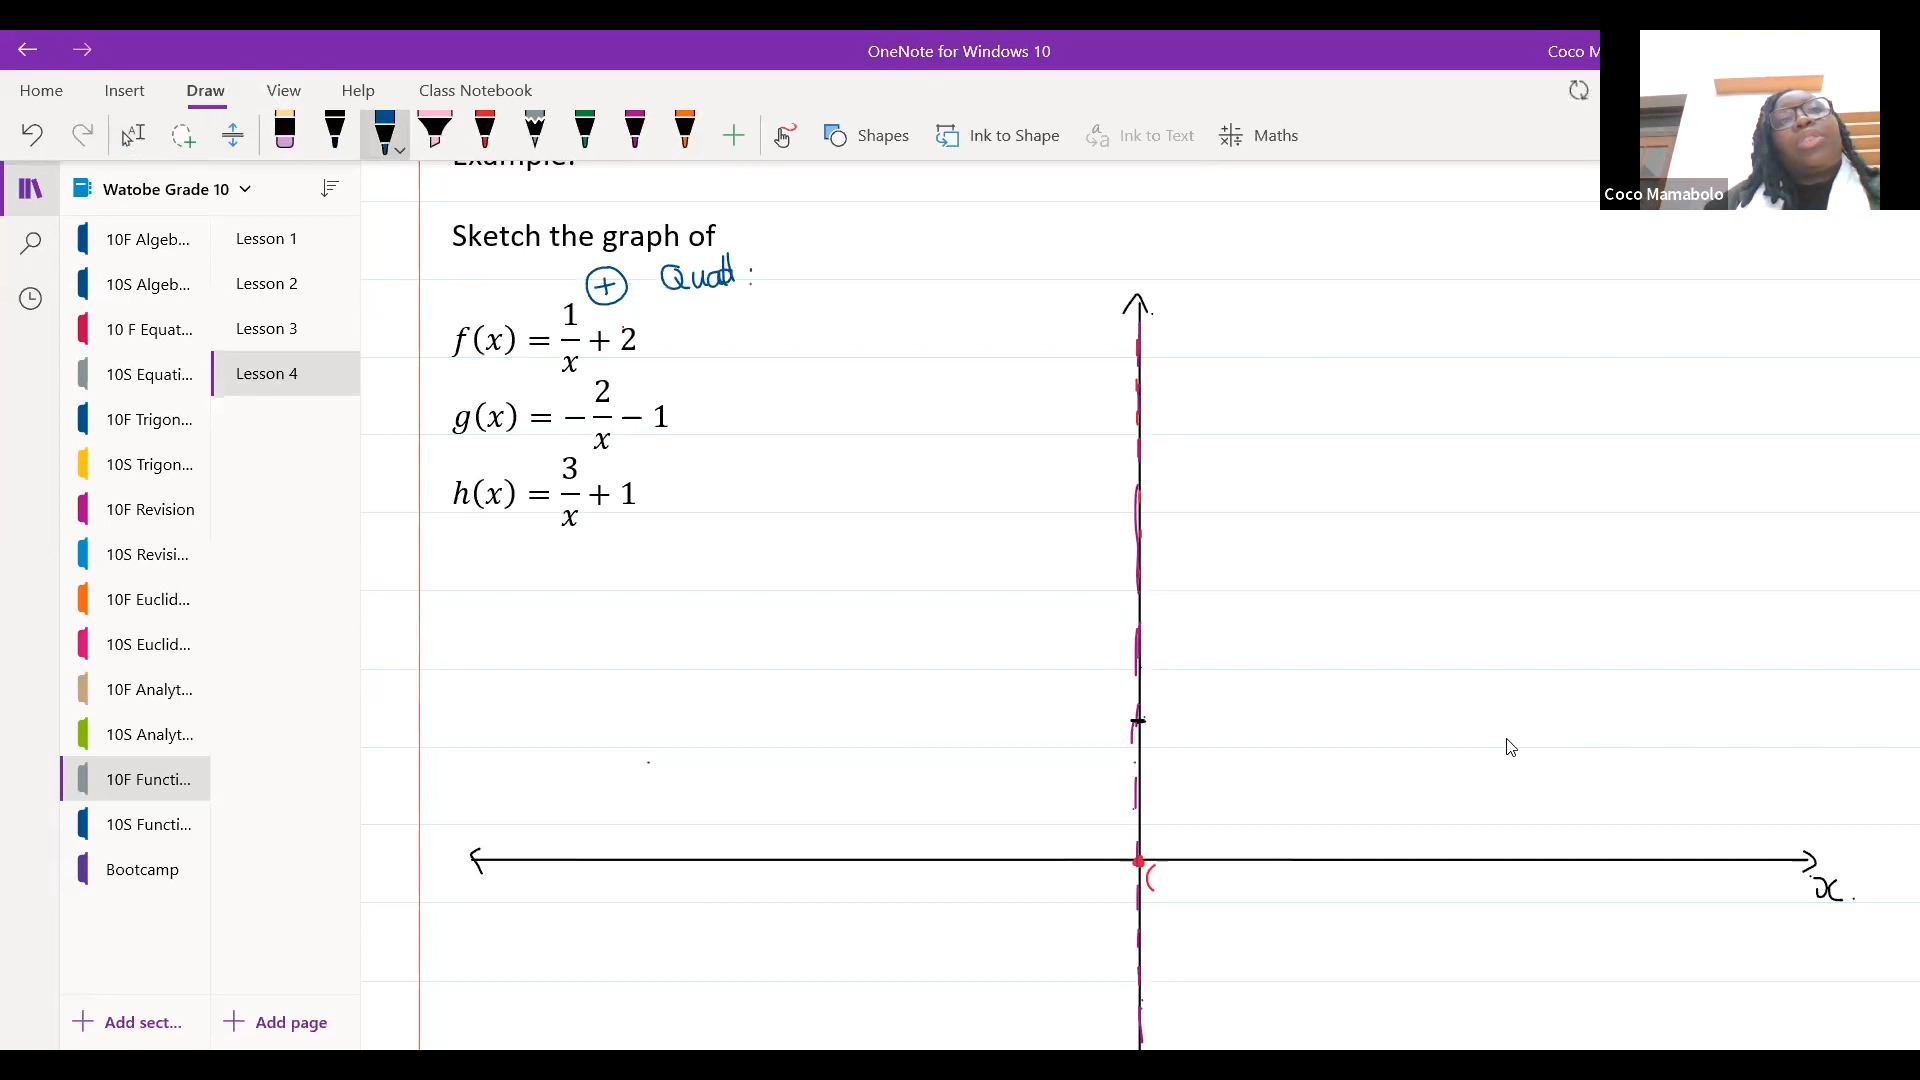 OneNote for Windows 10
Coco M
Home Insert Draw View Help Class Notebook
Shapes Ink to Shape Ink to Text Maths
Coco Mamabolo
Watobe Grade 10
10F Algeb...
10S Algeb...
10 F Equat...
10S Equati...
10F Trigon...
10S Trigon...
10F Revision
10S Revisi...
10F Euclid...
10S Euclid...
10F Analyt...
10S Analyt...
10F Functi...
10S Functi...
Bootcamp
Add sect...
Lesson 1
Lesson 2
Lesson 3
Lesson 4
Add page
Example:
Sketch the graph of
+ Quad :
f(x) = 1/x + 2
g(x) = −2/x − 1
h(x) = 3/x + 1
(
x